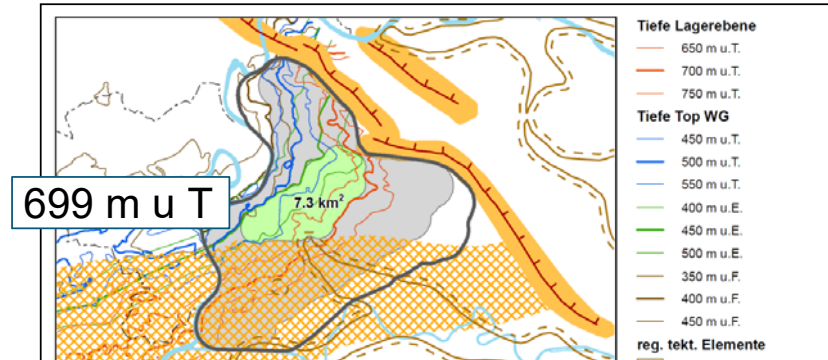 699 m u T
7.3 km²
Tiefe Lagerebene
650 m u.T.
700 m u.T.
750 m u.T.
Tiefe Top WG
450 m u.T.
500 m u.T.
550 m u.T.
400 m u.E.
450 m u.E.
500 m u.E.
350 m u.F.
400 m u.F.
450 m u.F.
reg. tekt. Elemente